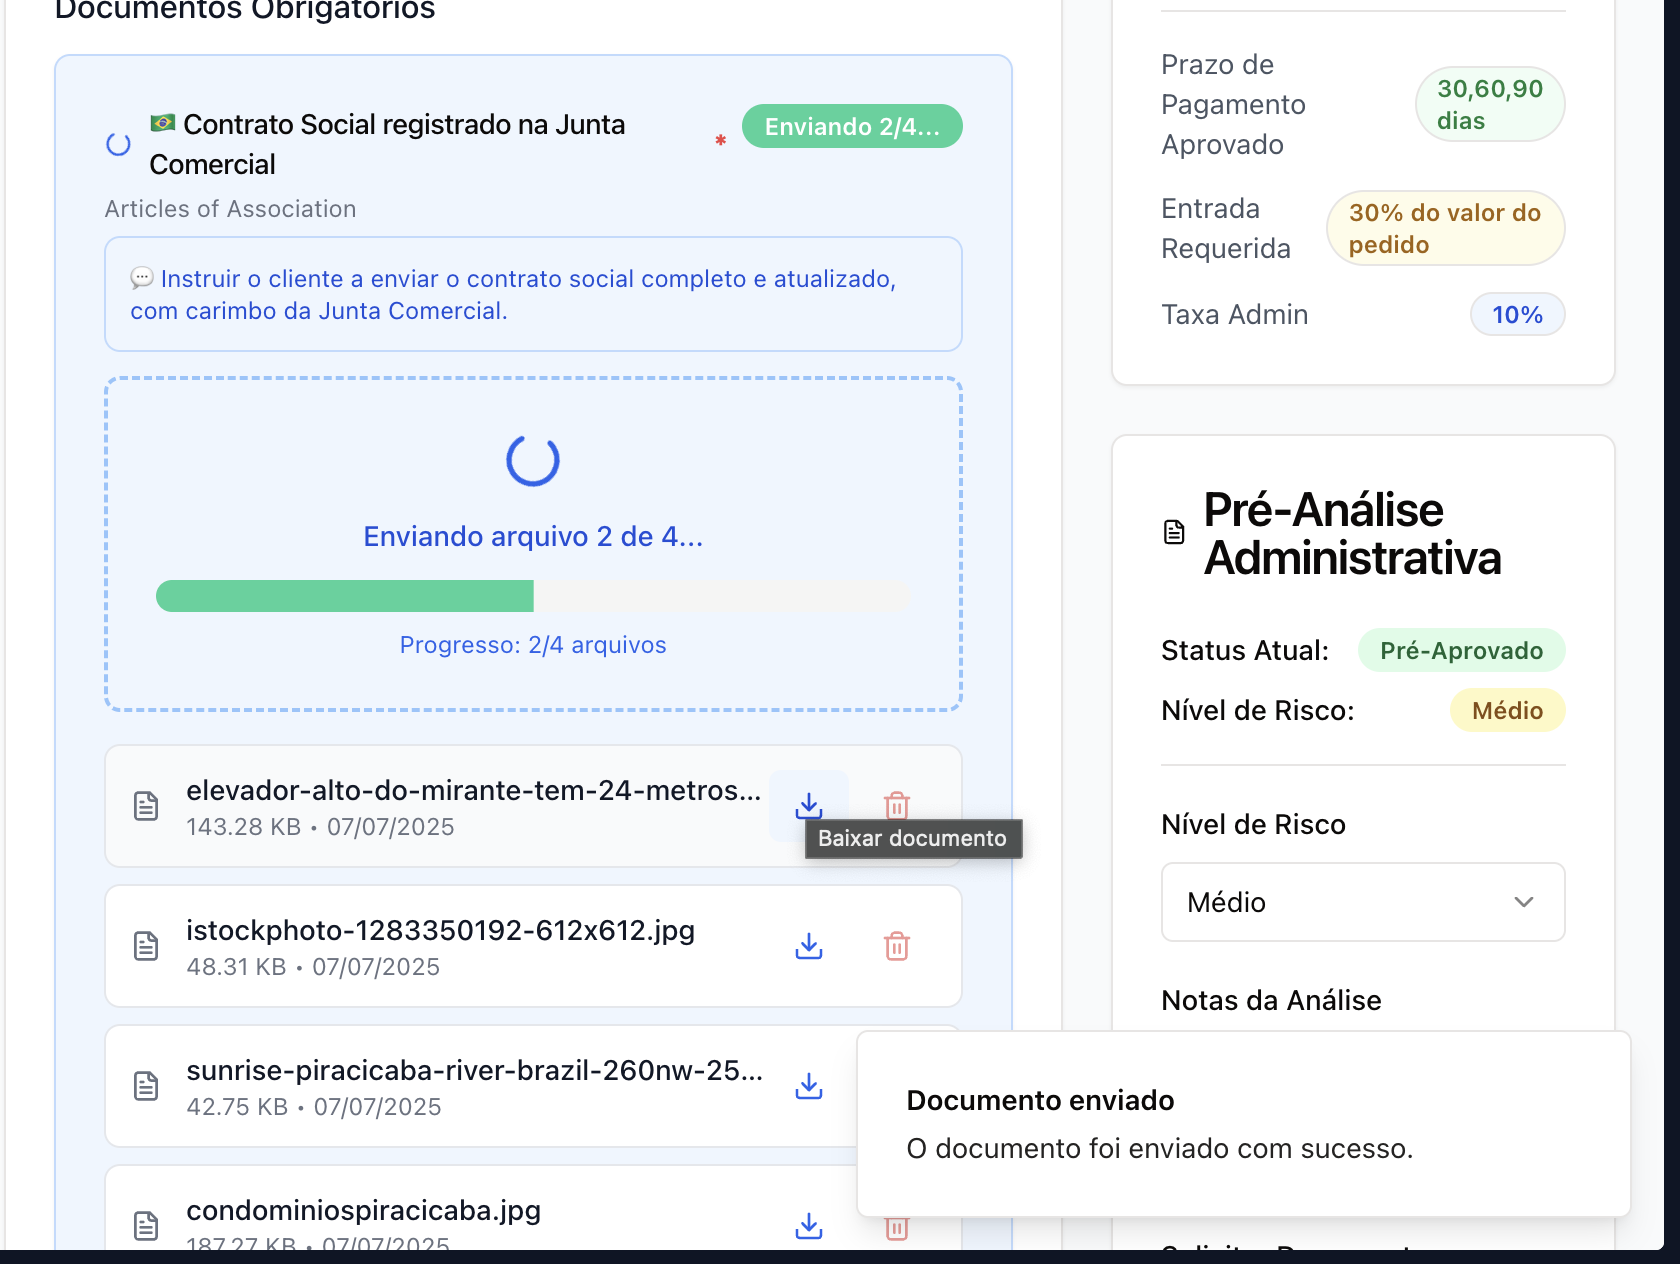 Documentos Obrigatórios
Contrato Social registrado na Junta
Comercial
*
Enviando 2/4...
Articles of Association
Instruir o cliente a enviar o contrato social completo e atualizado,
com carimbo da Junta Comercial.
Enviando arquivo 2 de 4...
Progresso: 2/4 arquivos
elevador-alto-do-mirante-tem-24-metros...
143.28 KB • 07/07/2025
Baixar documento
istockphoto-1283350192-612x612.jpg
48.31 KB • 07/07/2025
sunrise-piracicaba-river-brazil-260nw-25...
42.75 KB • 07/07/2025
condominiospiracicaba.jpg
187.27 KB • 07/07/2025
Prazo de
Pagamento
Aprovado
30,60,90
dias
Entrada
Requerida
30% do valor do
pedido
Taxa Admin
10%
Pré-Análise
Administrativa
Status Atual:
Pré-Aprovado
Nível de Risco:
Médio
Nível de Risco
Médio
Notas da Análise
Documento enviado
O documento foi enviado com sucesso.